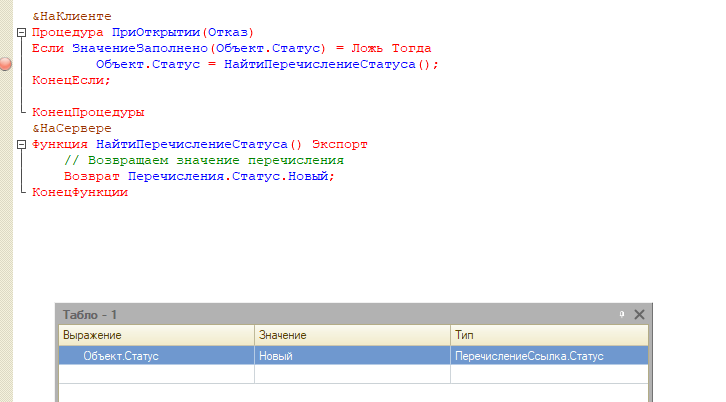 &НаКлиенте
Процедура ПриОткрытии(Отказ)
Если ЗначениеЗаполнено(Объект.Статус) = Ложь Тогда
Объект.Статус = НайтиПеречислениеСтатуса();
КонецЕсли;
КонецПроцедуры
&НаСервере
Функция НайтиПеречислениеСтатуса() Экспорт
// Возвращаем значение перечисления
Возврат Перечисления.Статус.Новый;
КонецФункции
Табло - 1
Выражение Значение Тип
Объект.Статус Новый ПеречислениеСсылка.Статус